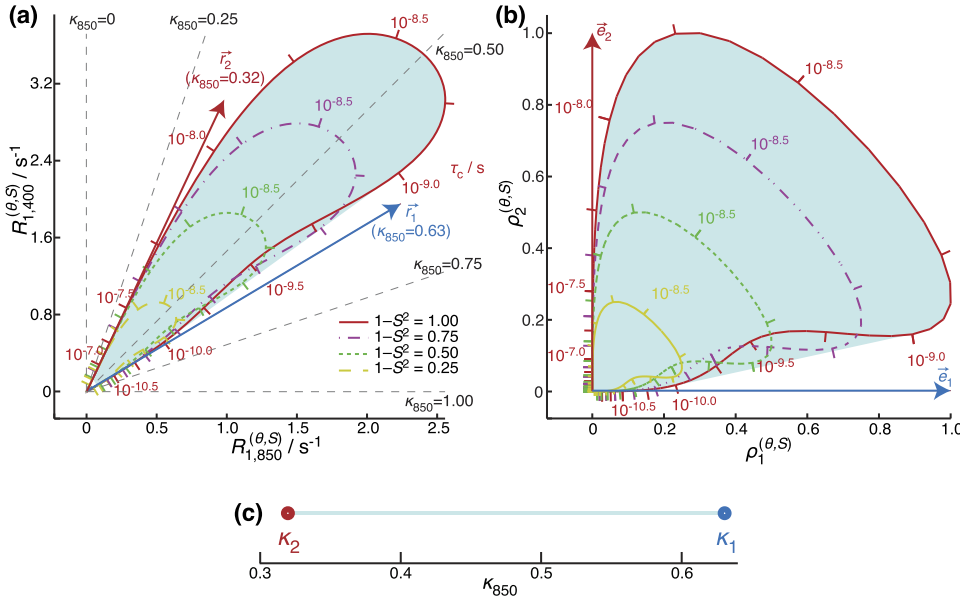 (a)
κ850=0
κ850=0.25
10-8.5
κ850=0.50
r2
(κ850=0.32)
3.2
10-8.5
10-8.0
τc / s
10-9.0
2.4
10-8.5
R1,400(θ,S) / s-1
r1
(κ850=0.63)
1.6
κ850=0.75
10-7.5
10-8.5
10-9.5
0.8
1−S2 = 1.00
1−S2 = 0.75
1−S2 = 0.50
1−S2 = 0.25
10-7.0
10-10.0
10-10.5
0
κ850=1.00
0 0.5 1.0 1.5 2.0 2.5
R1,850(θ,S) / s-1
(b)
e2
1.0
10-8.5
10-8.0
0.8
10-8.5
0.6
10-8.5
ρ2(θ,S)
0.4
10-7.5
10-8.5
0.2
10-7.0
10-9.5
10-9.0
e1
0
10-10.5
10-10.0
0 0.2 0.4 0.6 0.8 1.0
ρ1(θ,S)
(c)
κ2
κ1
0.3 0.4 0.5 0.6
κ850